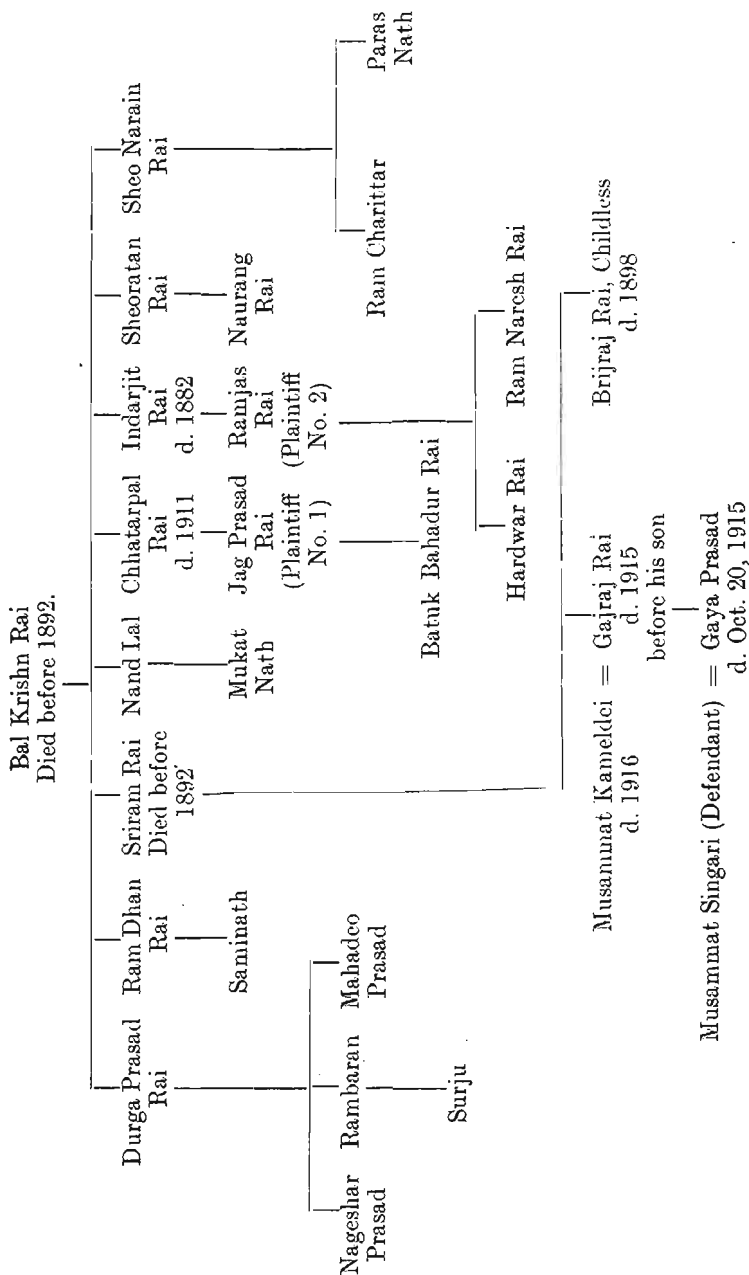 Bal Krishn Rai
Died before 1892.
Durga Prasad
Rai
Ram Dhan
Rai
Sriram Rai
Died before
1892
Nand Lal
Chhatarpal
Rai
d. 1911
Indarjit
Rai
d. 1882
Sheoratan
Rai
Sheo Narain
Rai
Saminath
Mukat
Nath
Jag Prasad
Rai
(Plaintiff
No. 1)
Ramjas
Rai
(Plaintiff
No. 2)
Naurang
Rai
Nageshar
Prasad
Rambaran
Mahadeo
Prasad
Ram Charittar
Paras
Nath
Surju
Batuk Bahadur Rai
Hardwar Rai
Ram Naresh Rai
Musammat Kameldei = Gajraj Rai
d. 1916
d. 1915
before his son
Brijraj Rai, Childless
d. 1898
Musammat Singari (Defendant) = Gaya Prasad
d. Oct. 20, 1915